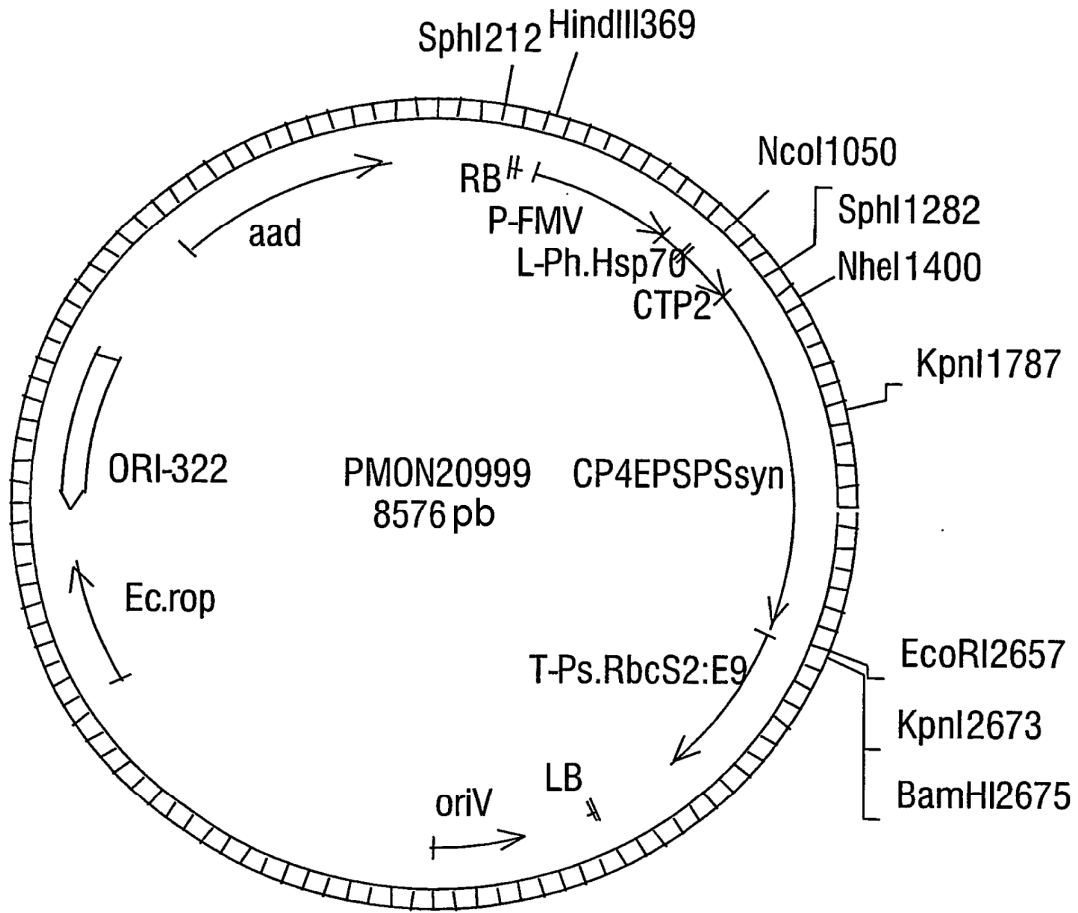 SphI212
HindIII369
NcoI1050
SphI1282
NheI1400
KpnI1787
RB
P-FMV
aad
L-Ph.Hsp70
CTP2
ORI-322
PMON20999
8576 pb
CP4EPSPSsyn
Ec.rop
T-Ps.RbcS2:E9
EcoRI2657
KpnI2673
BamHI2675
LB
oriV